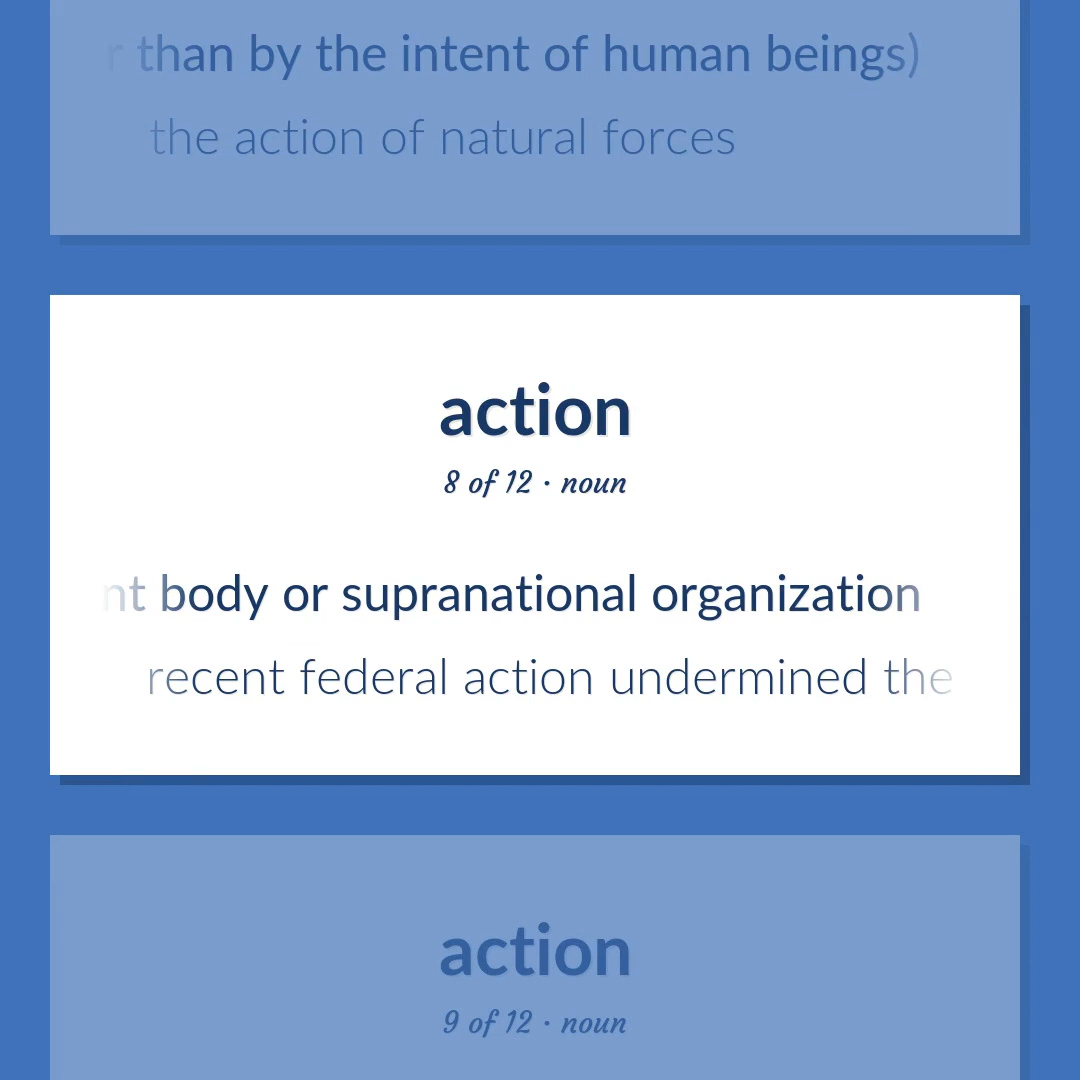 than by the intent of human beings)
the action of natural forces
action
8 of 12 · noun
body or supranational organization
recent federal action undermined the
action
9 of 12 · noun